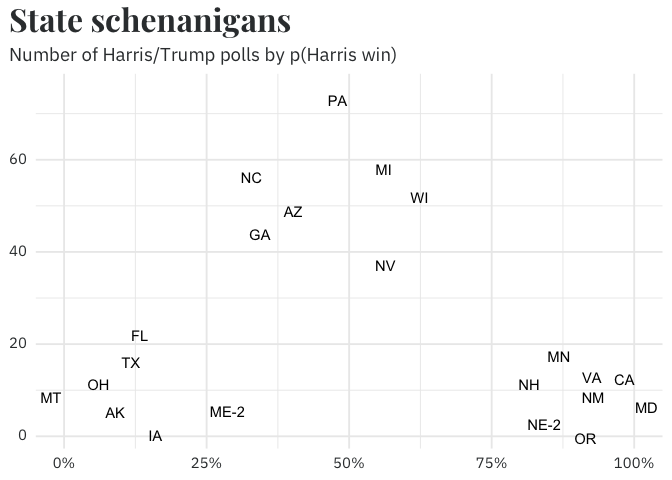 State schenanigans
Number of Harris/Trump polls by p(Harris win)
PA
60
NC
MI
WI
AZ
GA
40
NV
FL
20
TX
MN
OH
NH
VA
CA
MT
NM
AK
ME-2
MD
NE-2
0
IA
OR
0%
25%
50%
75%
100%